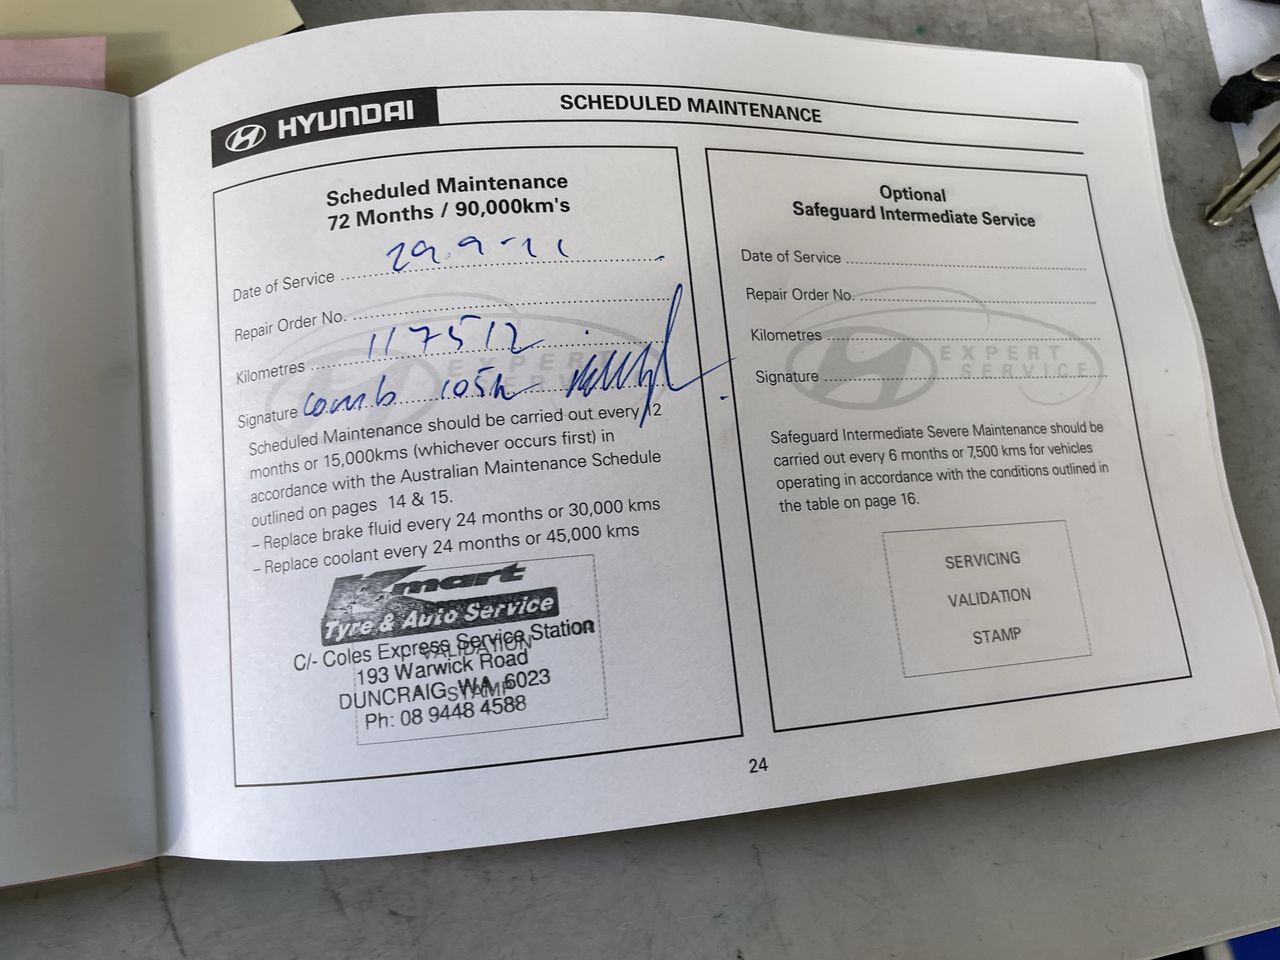 HYUNDAI
SCHEDULED MAINTENANCE
Scheduled Maintenance
72 Months / 90,000km's
Date of Service 29.9-11
Repair Order No.
Kilometres 117512
Signature comb 105k
Scheduled Maintenance should be carried out every 12
months or 15,000kms (whichever occurs first) in
accordance with the Australian Maintenance Schedule
outlined on pages 14 & 15.
– Replace brake fluid every 24 months or 30,000 kms
– Replace coolant every 24 months or 45,000 kms
Kmart
Tyre & Auto Service
C/- Coles Express Service Station
VALIDATION
193 Warwick Road
DUNCRAIG, WA 6023
STAMP
Ph: 08 9448 4588
Optional
Safeguard Intermediate Service
Date of Service
Repair Order No.
Kilometres
Signature
EXPERT
SERVICE
Safeguard Intermediate Severe Maintenance should be
carried out every 6 months or 7,500 kms for vehicles
operating in accordance with the conditions outlined in
the table on page 16.
SERVICING
VALIDATION
STAMP
24